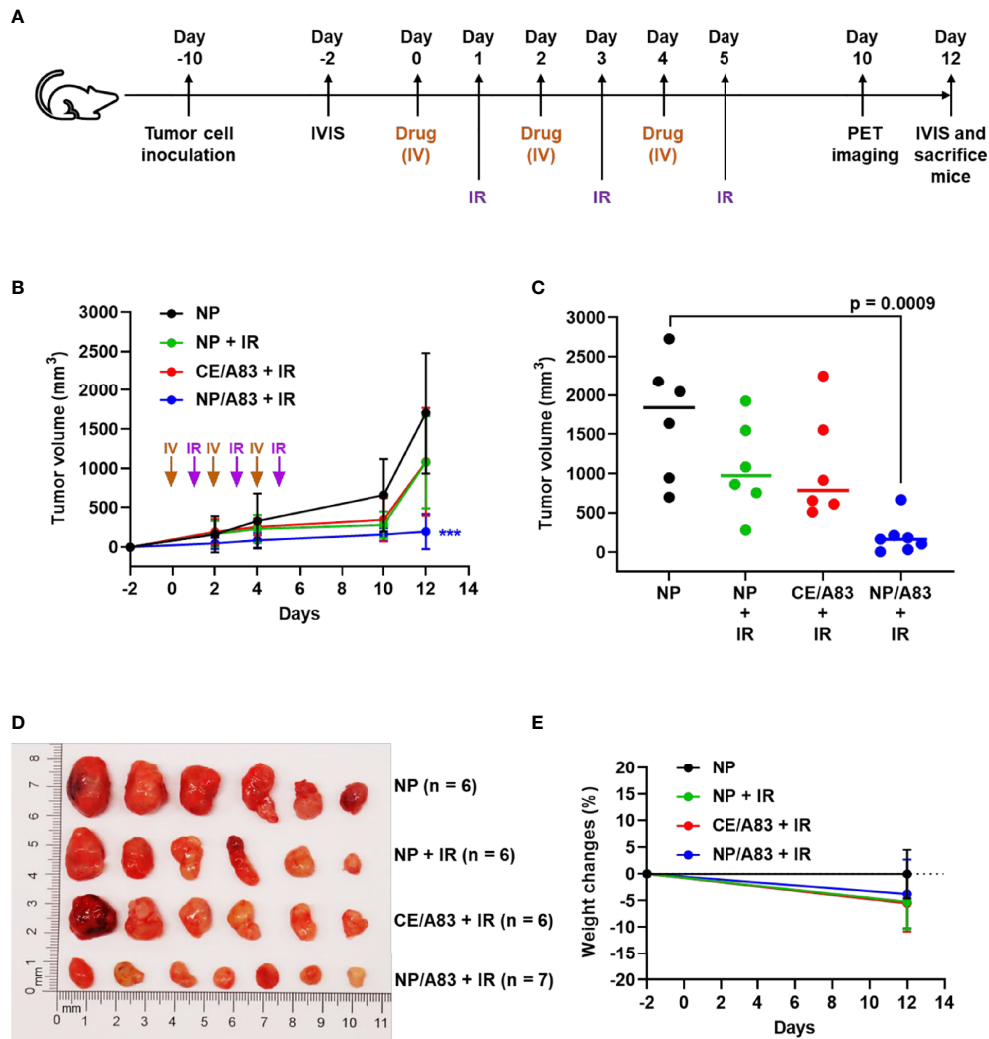 A
Day Day Day Day Day Day Day Day Day
-10 -2 0 1 2 3 4 5 10 12
Tumor cell inoculation
IVIS
Drug (IV)
IR
Drug (IV)
IR
Drug (IV)
IR
PET imaging
IVIS and sacrifice mice
B
NP
NP + IR
CE/A83 + IR
NP/A83 + IR
Tumor volume (mm³)
3000
2500
2000
1500
1000
500
0
IV IR IV IR IV IR
***
-2 0 2 4 6 8 10 12 14
Days
C
p = 0.0009
Tumor volume (mm³)
3000
2500
2000
1500
1000
500
0
NP
NP + IR
CE/A83 + IR
NP/A83 + IR
D
8
7
6
5
4
3
2
1
0
mm
NP (n = 6)
NP + IR (n = 6)
CE/A83 + IR (n = 6)
NP/A83 + IR (n = 7)
mm
0 1 2 3 4 5 6 7 8 9 10 11
E
NP
NP + IR
CE/A83 + IR
NP/A83 + IR
Weight changes (%)
20
15
10
5
0
-5
-10
-15
-20
-2 0 2 4 6 8 10 12 14
Days